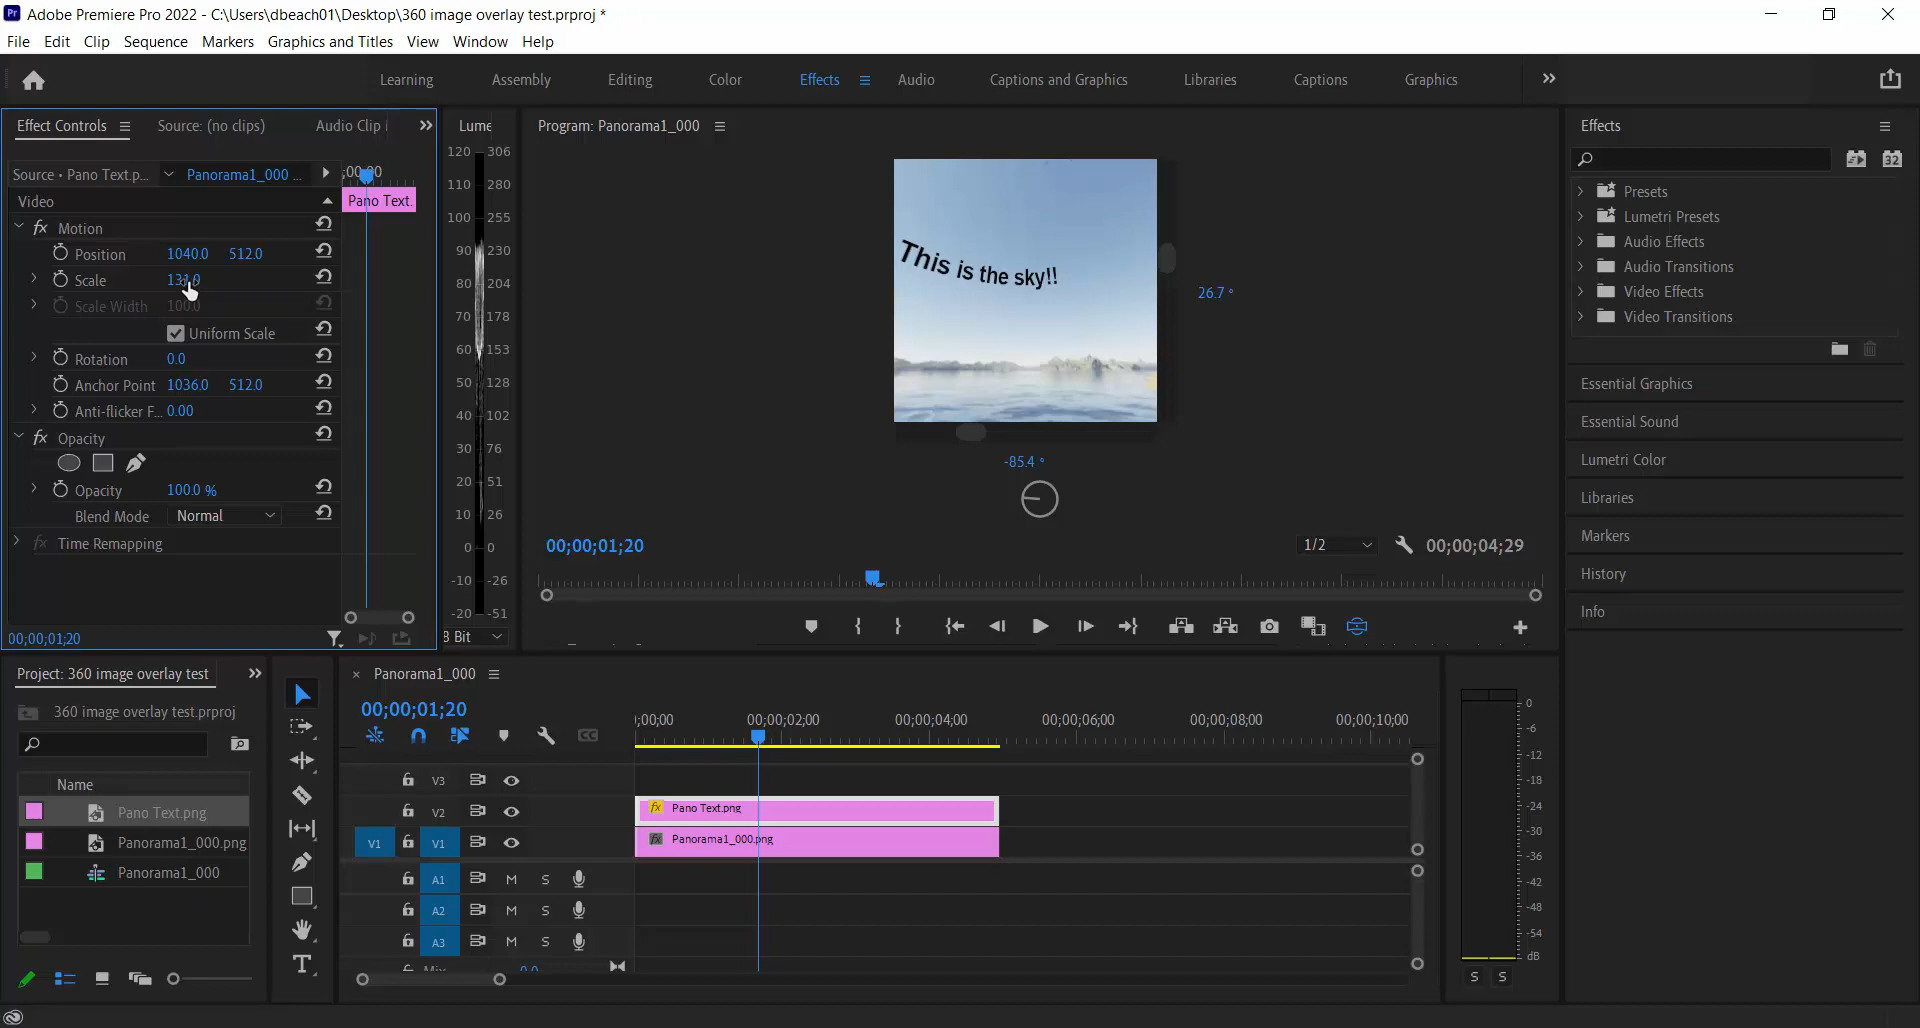 Adobe Premiere Pro 2022 - C:\Users\dbeach01\Desktop\360 image overlay test.prproj *
File Edit Clip Sequence Markers Graphics and Titles View Window Help
Learning Assembly Editing Color Effects Audio Captions and Graphics Libraries Captions Graphics
Effect Controls Source: (no clips) Audio Clip
Source • Pano Text.p... Panorama1_000 ... ;00;00
Video Pano Text.
Motion
Position 1040.0 512.0
Scale 131.0
Scale Width 100.0
Uniform Scale
Rotation 0.0
Anchor Point 1036.0 512.0
Anti-flicker F... 0.00
Opacity
Opacity 100.0 %
Blend Mode Normal
Time Remapping
00;00;01;20
Lume
120 306
110 280
100 255
90 230
80 204
70 178
60 153
50 128
40 102
30 76
20 51
10 26
0 0
-10 -26
-20 -51
8 Bit
Program: Panorama1_000
This is the sky!!
26.7 °
-85.4 °
00;00;01;20 1/2 00;00;04;29
Effects
32
Presets
Lumetri Presets
Audio Effects
Audio Transitions
Video Effects
Video Transitions
Essential Graphics
Essential Sound
Lumetri Color
Libraries
Markers
History
Info
Project: 360 image overlay test
360 image overlay test.prproj
Name
Pano Text.png
Panorama1_000.png
Panorama1_000
T
× Panorama1_000
00;00;01;20
;00;00 00;00;02;00 00;00;04;00 00;00;06;00 00;00;08;00 00;00;10;00
CC
V3
V2 fx Pano Text.png
V1 V1 fx Panorama1_000.png
A1 M S
A2 M S
A3 M S
Mix 0.0
0
-6
-12
-18
-24
-30
-36
-42
-48
-54
dB
S S